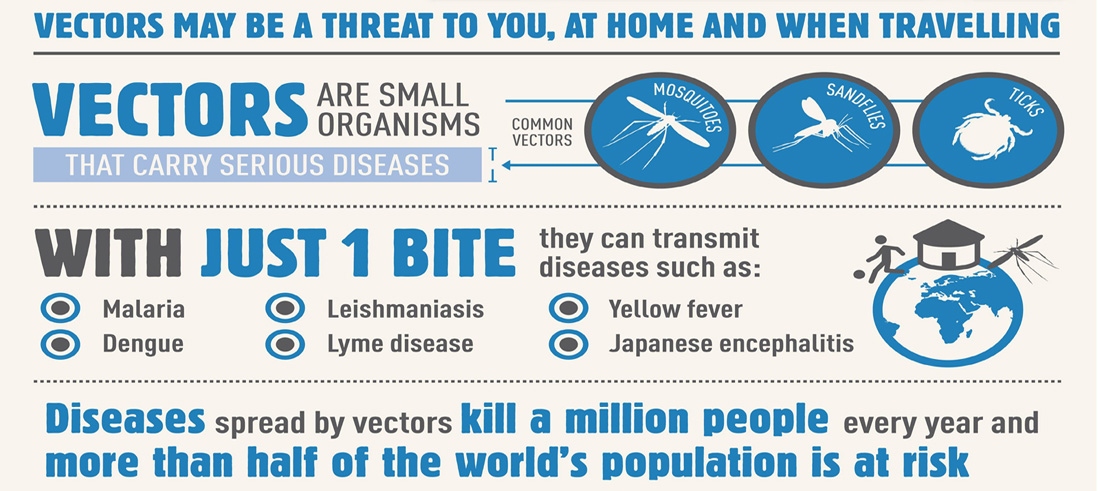 VECTORS MAY BE A THREAT TO YOU, AT HOME AND WHEN TRAVELLING
VECTORS ARE SMALL
ORGANISMS
THAT CARRY SERIOUS DISEASES
COMMON
VECTORS
MOSQUITOES
SANDFLIES
TICKS
WITH JUST 1 BITE they can transmit
diseases such as:
Malaria
Dengue
Leishmaniasis
Lyme disease
Yellow fever
Japanese encephalitis
Diseases spread by vectors kill a million people every year and
more than half of the world's population is at risk